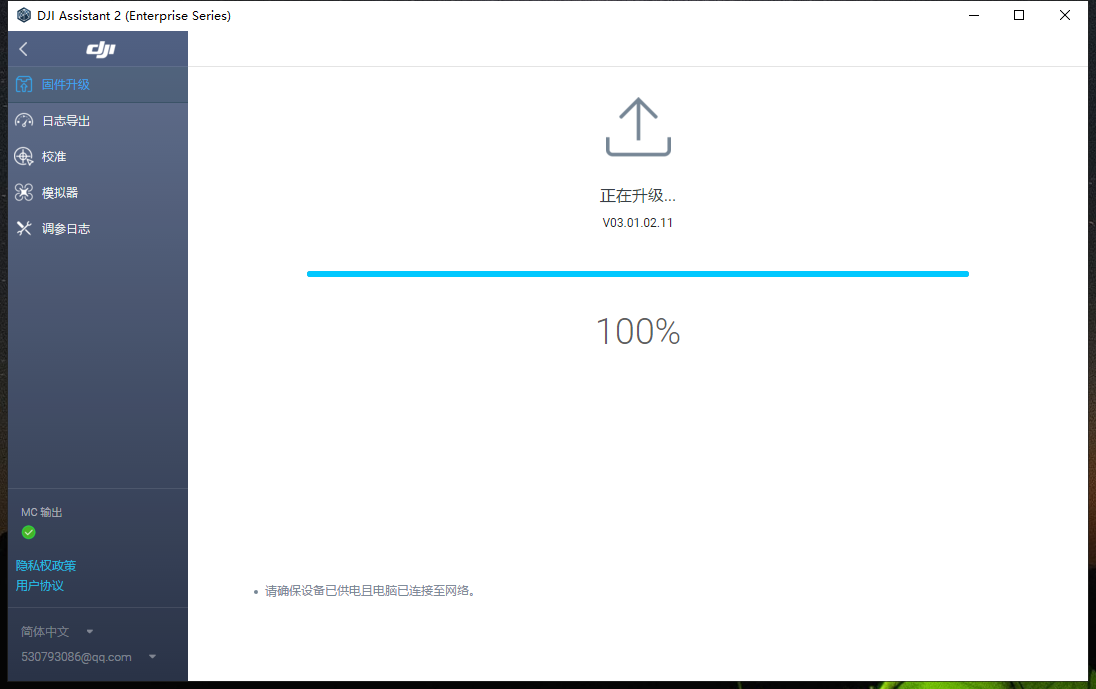 DJI Assistant 2 (Enterprise Series)
dji
固件升级
日志导出
校准
模拟器
调参日志
正在升级...
V03.01.02.11
100%
请确保设备已供电且电脑已连接至网络。
MC 输出
隐私权政策
用户协议
简体中文
530793086@qq.com